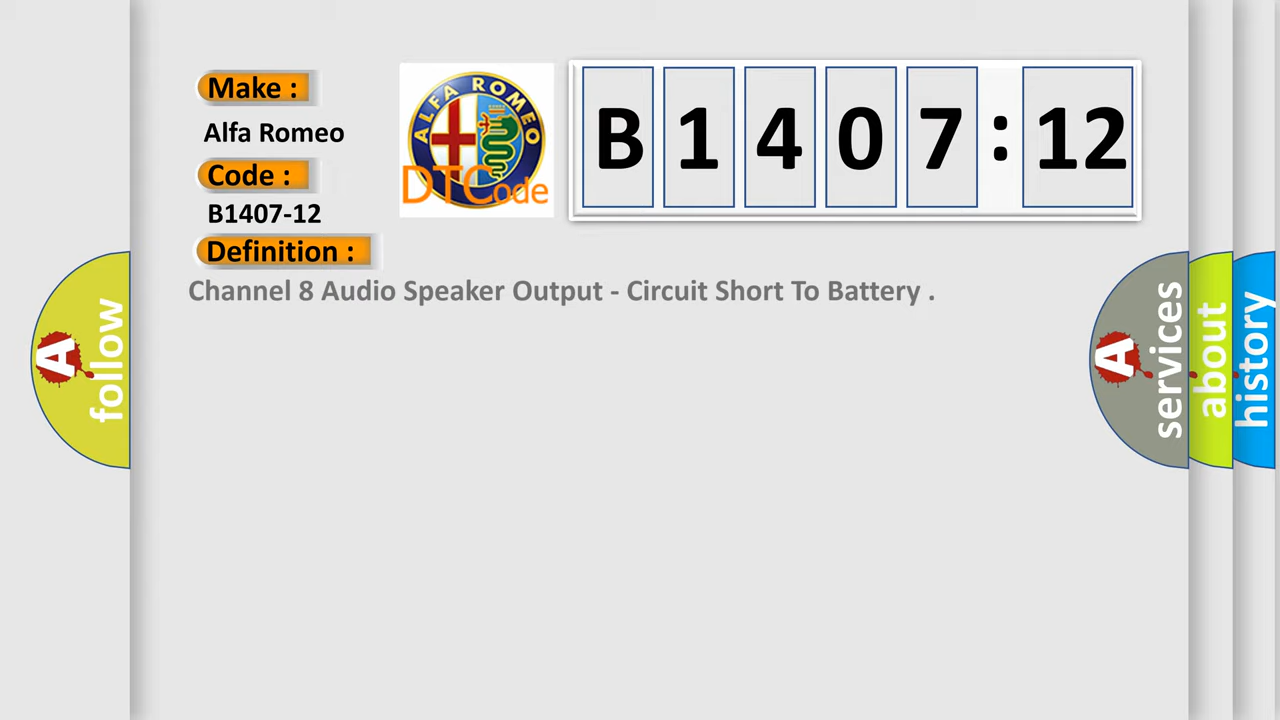 Make :
Alfa Romeo
Code :
B1407-12
Definition :
Channel 8 Audio Speaker Output - Circuit Short To Battery .
ALFA ROMEO
DTCode
B 1 4 0 7 : 12
A follow
A services
about
history